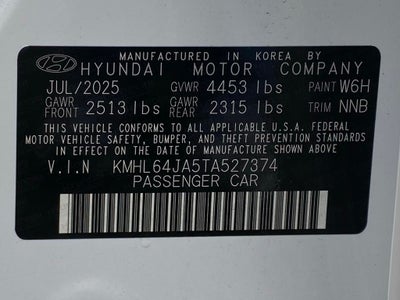 MANUFACTURED IN KOREA BY
HYUNDAI MOTOR COMPANY
JUL/2025 GVWR 4453 lbs PAINT W6H
GAWR FRONT 2513 lbs GAWR REAR 2315 lbs TRIM NNB
THIS VEHICLE CONFORMS TO ALL APPLICABLE U.S. FEDERAL
MOTOR VEHICLE SAFETY, BUMPER, AND THEFT PREVENTION
STANDARDS IN EFFECT ON THE DATE OF MANUFACTURE SHOWN ABOVE.
V.I.N KMHL64JA5TA527374
PASSENGER CAR